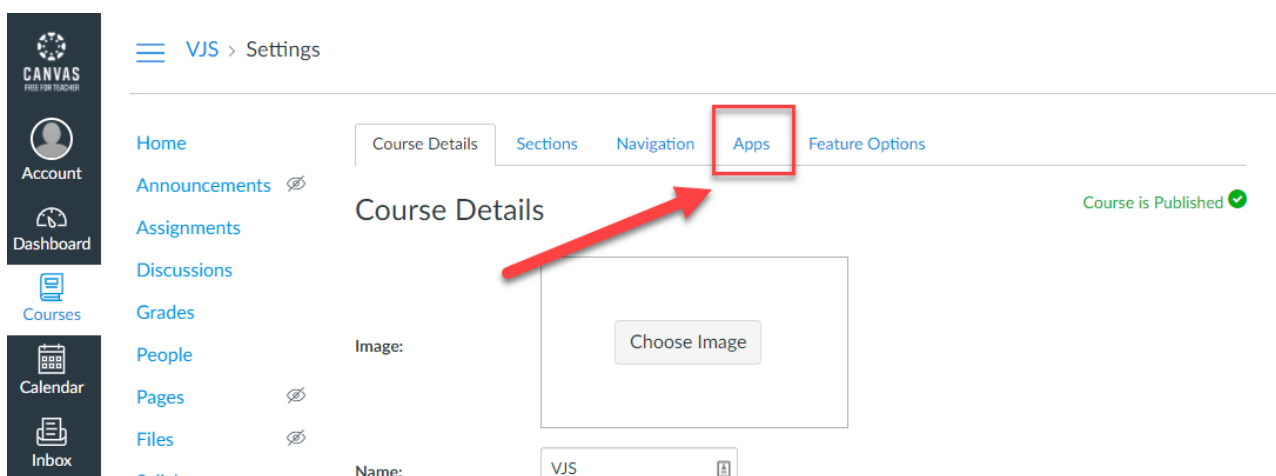 CANVAS
FREE FOR TEACHER
Account
Dashboard
Courses
Calendar
Inbox
VJS > Settings
Home
Announcements
Assignments
Discussions
Grades
People
Pages
Files
Course Details
Sections
Navigation
Apps
Feature Options
Course Details
Course is Published
Image:
Choose Image
Name:
VJS